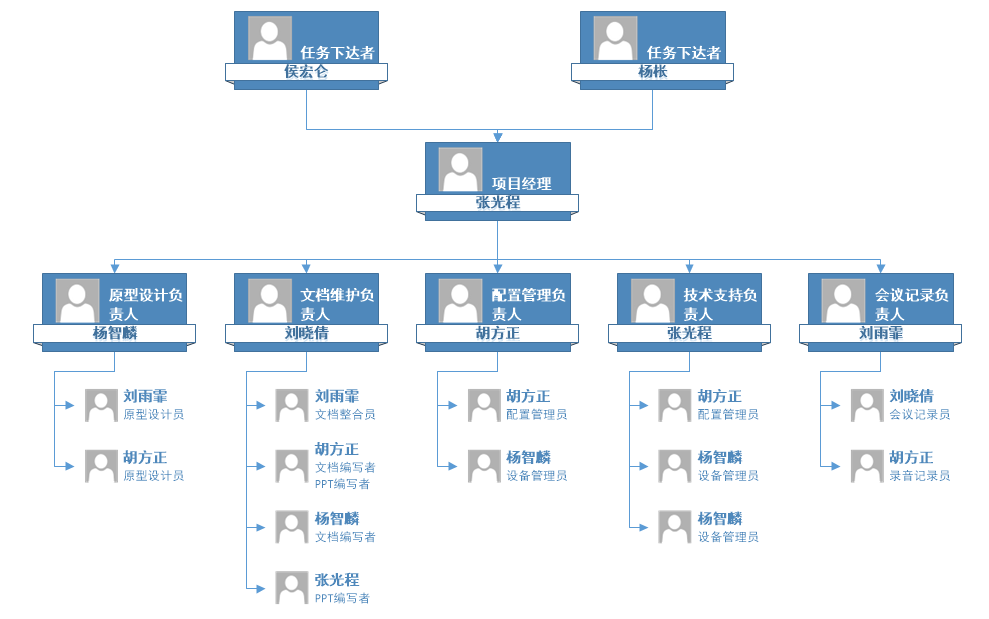 任务下达者
侯宏仑
任务下达者
杨枨
项目经理
张光程
原型设计负
责人
杨智麟
文档维护负
责人
刘晓倩
配置管理负
责人
胡方正
技术支持负
责人
张光程
会议记录负
责人
刘雨霏
刘雨霏
原型设计员
胡方正
原型设计员
刘雨霏
文档整合员
胡方正
文档编写者
PPT编写者
杨智麟
文档编写者
张光程
PPT编写者
胡方正
配置管理员
杨智麟
设备管理员
胡方正
配置管理员
杨智麟
设备管理员
杨智麟
设备管理员
刘晓倩
会议记录员
胡方正
录音记录员